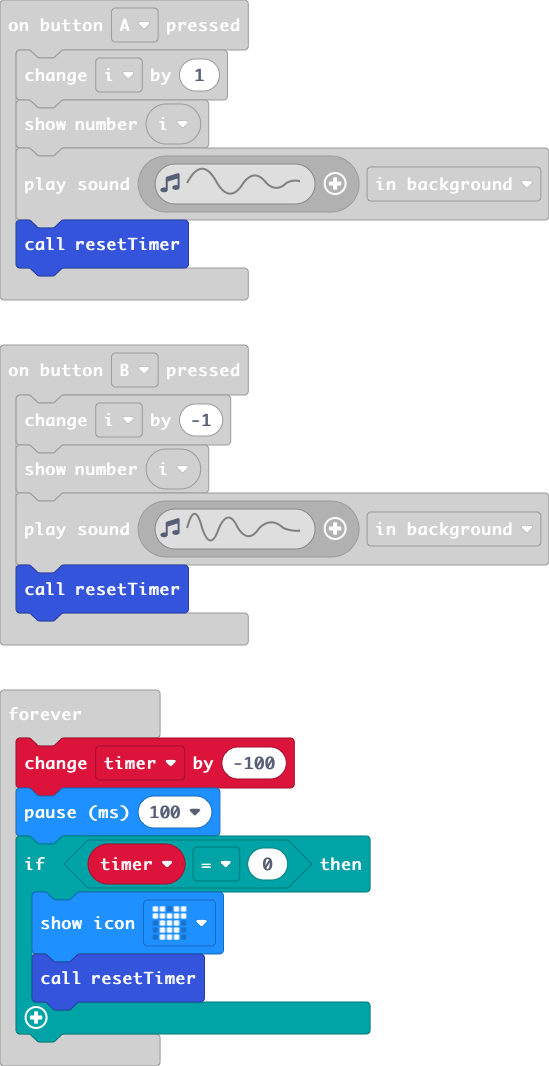 on button A pressed
change i by 1
show number i
play sound in background
call resetTimer
on button B pressed
change i by -1
show number i
play sound in background
call resetTimer
forever
change timer by -100
pause (ms) 100
if timer = 0 then
show icon
call resetTimer